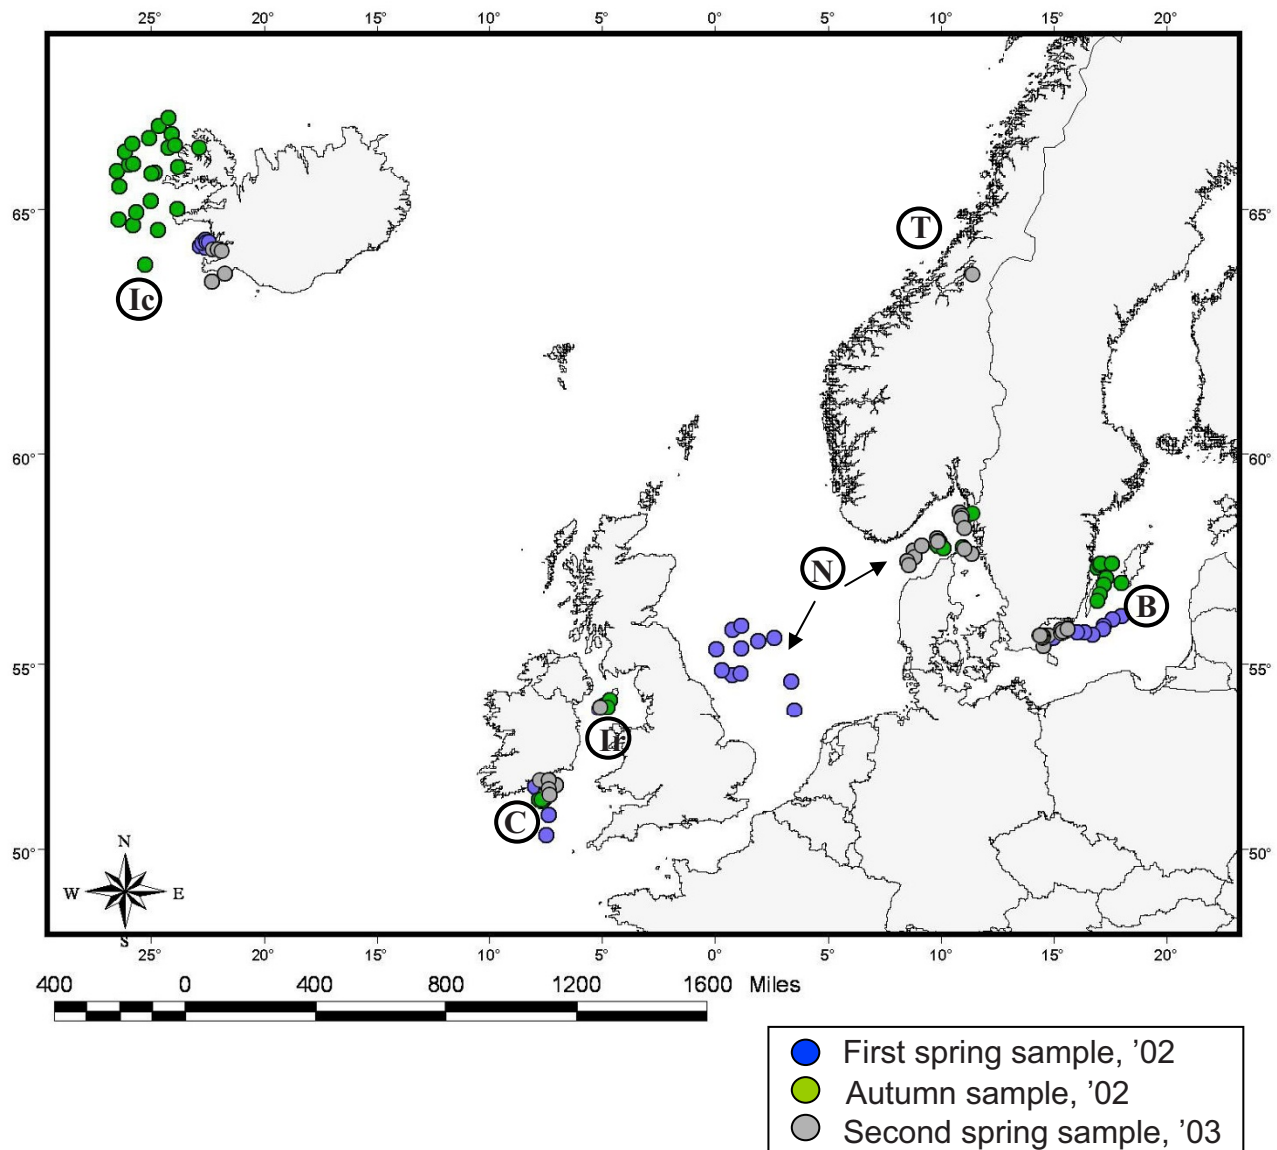 25° 20° 15° 10° 5° 0° 5° 10° 15° 20°
65° 65°
60° 60°
55° 55°
50° 50°
T
Ic
N
B
Ir
C
N
W E
S
25° 20° 15° 10° 5° 0° 5° 10° 15° 20°
400 0 400 800 1200 1600 Miles
First spring sample, ’02
Autumn sample, ’02
Second spring sample, ’03